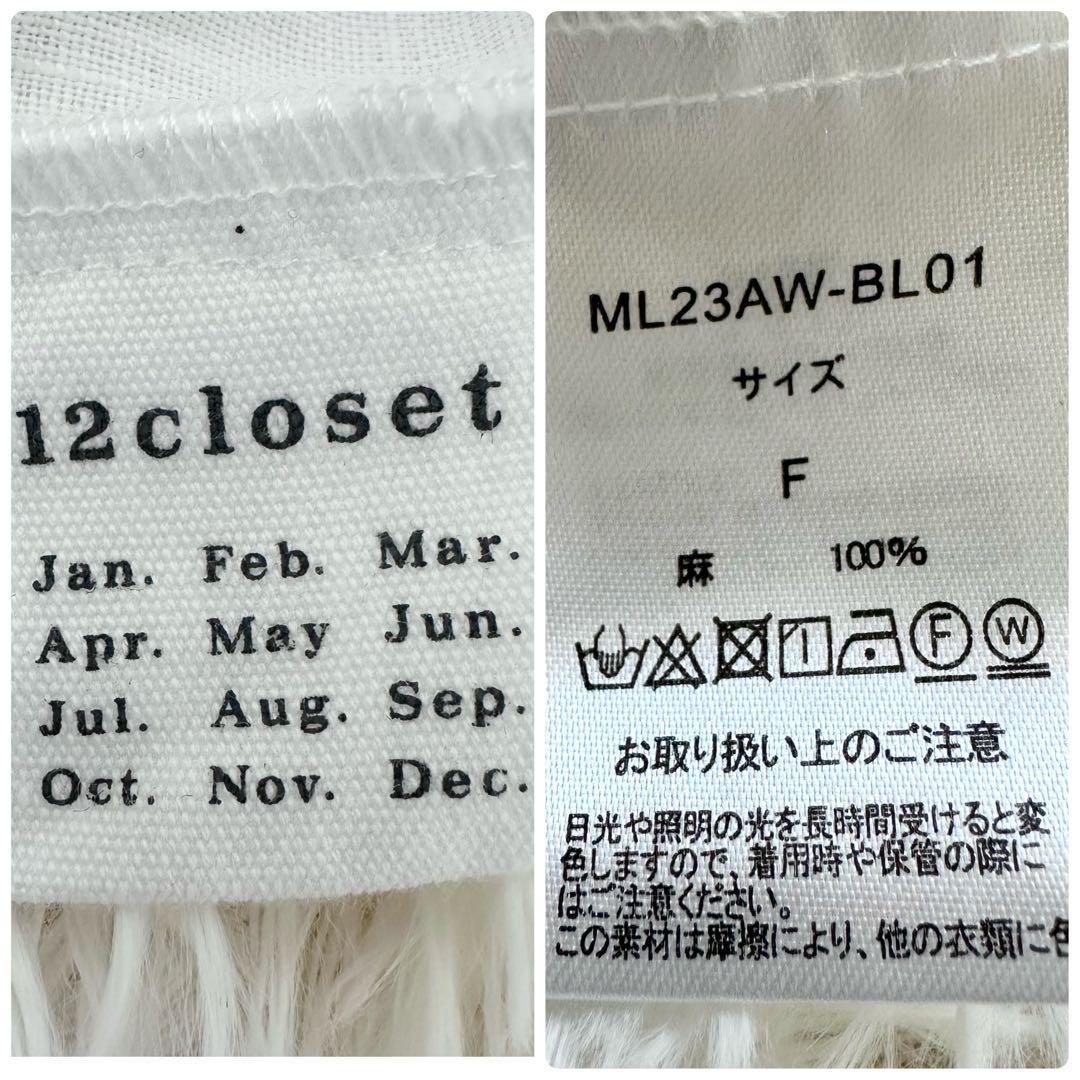 12closet
Jan. Feb. Mar.
Apr. May Jun.
Jul. Aug. Sep.
Oct. Nov. Dec.
ML23AW-BL01
サイズ
F
麻 100%
F W
お取り扱い上のご注意
日光や照明の光を長時間受けると変
色しますので、着用時や保管の際に
はご注意ください。
この素材は摩擦により、他の衣類に色